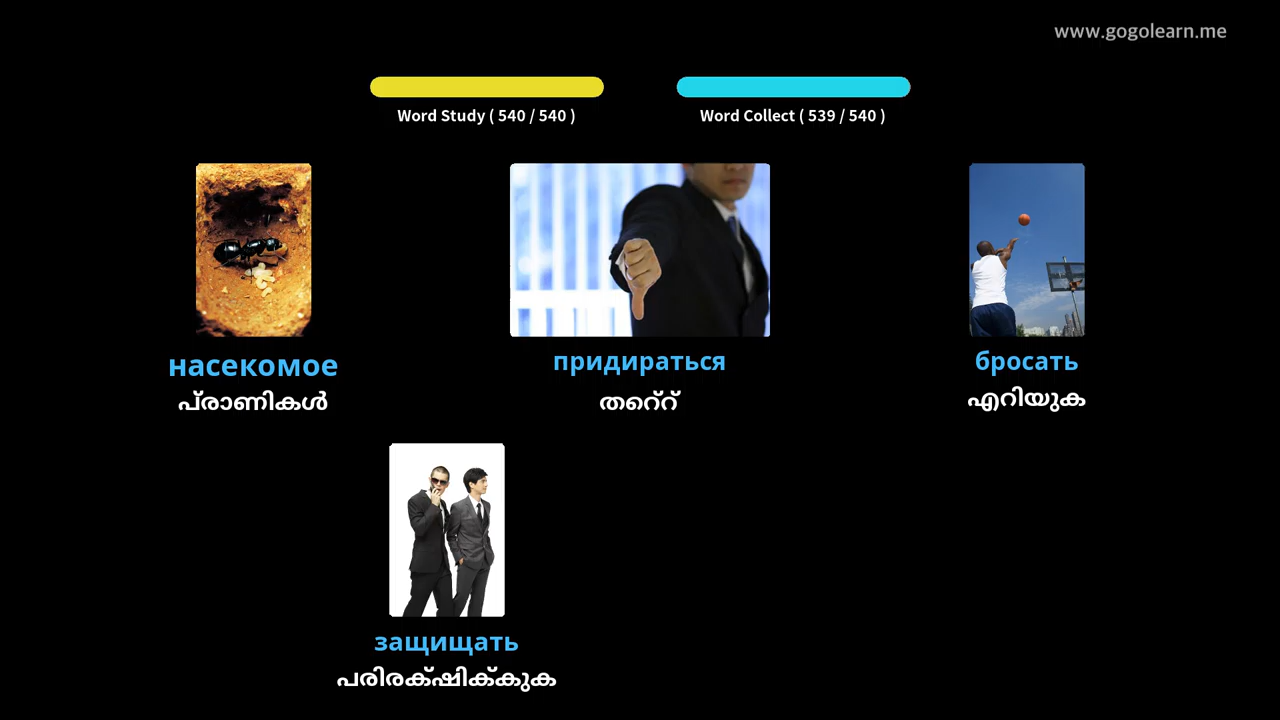 www.gogolearn.me
Word Study ( 540 / 540 )
Word Collect ( 539 / 540 )
насекомое
придираться
бросать
പ്രാണികൾ
തെറ്റ്
എറിയുക
защищать
പരിരക്ഷിക്കുക